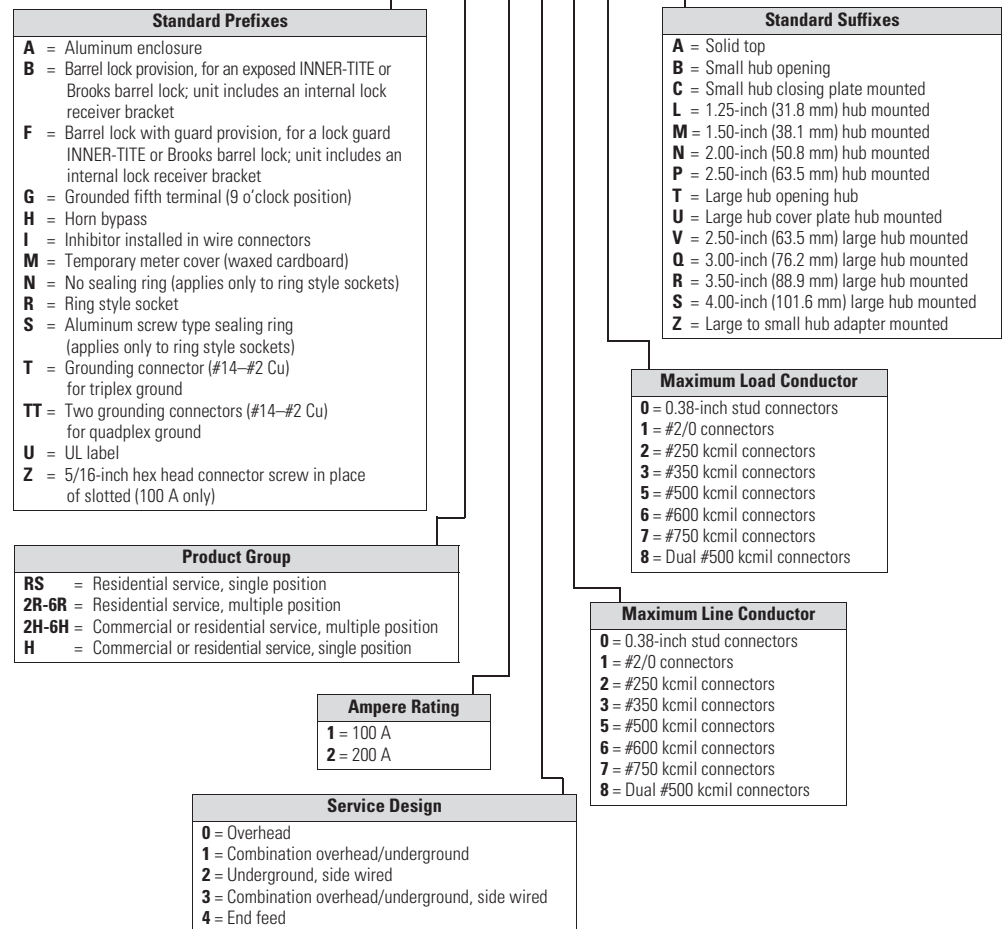 Standard Prefixes
A = Aluminum enclosure
B = Barrel lock provision, for an exposed INNER-TITE or
Brooks barrel lock; unit includes an internal lock
receiver bracket
F = Barrel lock with guard provision, for a lock guard
INNER-TITE or Brooks barrel lock; unit includes an
internal lock receiver bracket
G = Grounded fifth terminal (9 o'clock position)
H = Horn bypass
I = Inhibitor installed in wire connectors
M = Temporary meter cover (waxed cardboard)
N = No sealing ring (applies only to ring style sockets)
R = Ring style socket
S = Aluminum screw type sealing ring
(applies only to ring style sockets)
T = Grounding connector (#14–#2 Cu)
for triplex ground
TT = Two grounding connectors (#14–#2 Cu)
for quadplex ground
U = UL label
Z = 5/16-inch hex head connector screw in place
of slotted (100 A only)
Product Group
RS = Residential service, single position
2R-6R = Residential service, multiple position
2H-6H = Commercial or residential service, multiple position
H = Commercial or residential service, single position
Ampere Rating
1 = 100 A
2 = 200 A
Service Design
0 = Overhead
1 = Combination overhead/underground
2 = Underground, side wired
3 = Combination overhead/underground, side wired
4 = End feed
Standard Suffixes
A = Solid top
B = Small hub opening
C = Small hub closing plate mounted
L = 1.25-inch (31.8 mm) hub mounted
M = 1.50-inch (38.1 mm) hub mounted
N = 2.00-inch (50.8 mm) hub mounted
P = 2.50-inch (63.5 mm) hub mounted
T = Large hub opening hub
U = Large hub cover plate hub mounted
V = 2.50-inch (63.5 mm) large hub mounted
Q = 3.00-inch (76.2 mm) large hub mounted
R = 3.50-inch (88.9 mm) large hub mounted
S = 4.00-inch (101.6 mm) large hub mounted
Z = Large to small hub adapter mounted
Maximum Load Conductor
0 = 0.38-inch stud connectors
1 = #2/0 connectors
2 = #250 kcmil connectors
3 = #350 kcmil connectors
5 = #500 kcmil connectors
6 = #600 kcmil connectors
7 = #750 kcmil connectors
8 = Dual #500 kcmil connectors
Maximum Line Conductor
0 = 0.38-inch stud connectors
1 = #2/0 connectors
2 = #250 kcmil connectors
3 = #350 kcmil connectors
5 = #500 kcmil connectors
6 = #600 kcmil connectors
7 = #750 kcmil connectors
8 = Dual #500 kcmil connectors